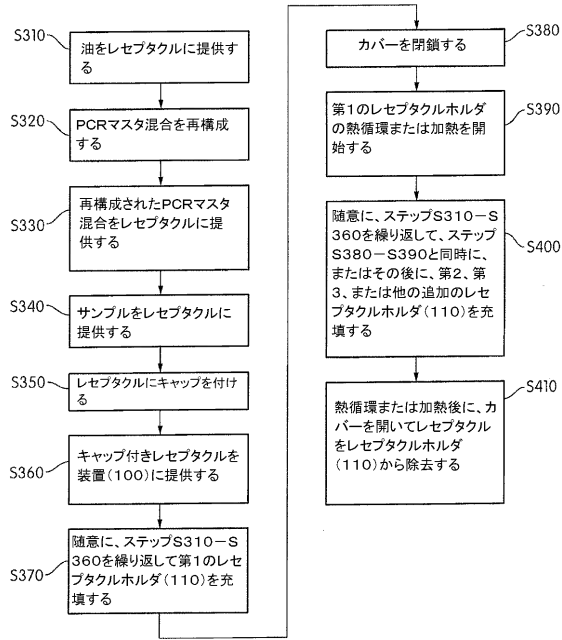 S310
油をレセプタクルに提供す
る
S320
PCRマスタ混合を再構成
する
S330
再構成されたPCRマスタ
混合をレセプタクルに提
供する
S340
サンプルをレセプタクルに
提供する
S350
レセプタクルにキャップを付け
る
S360
キャップ付きレセプタクルを
装置(100)に提供する
S370
随意に、ステップS310-S
360を繰り返して第1のレセ
プタクルホルダ(110)を充
填する
S380
カバーを閉鎖する
S390
第1のレセプタクルホルダ
の熱循環または加熱を開
始する
S400
随意に、ステップS310-S
360を繰り返して、ステップ
S380-S390と同時に、
またはその後に、第2、第
3、または他の追加のレセ
プタクルホルダ(110)を充
填する
S410
熱循環または加熱後に、カバ
ーを開いてレセプタクル
をレセプタクルホルダ
(110)から除去する